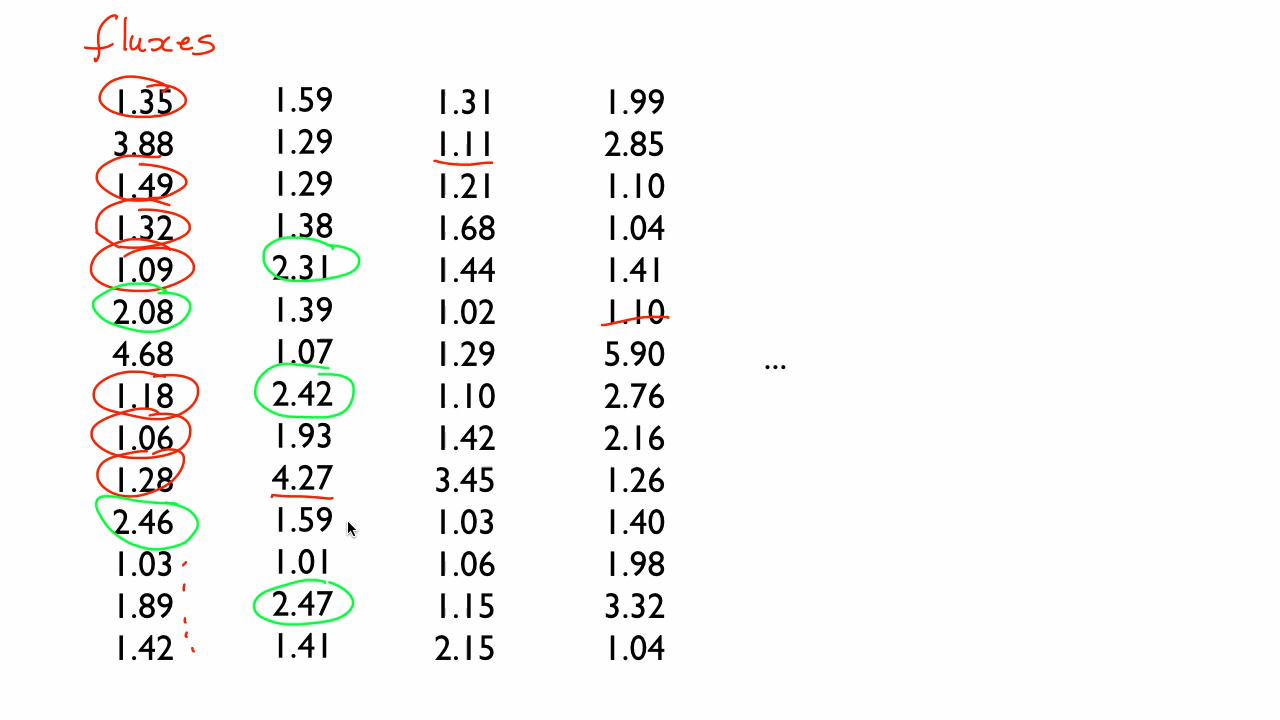 fluxes
1.35 1.59 1.31 1.99
3.88 1.29 1.11 2.85
1.49 1.29 1.21 1.10
1.32 1.38 1.68 1.04
1.09 2.31 1.44 1.41
2.08 1.39 1.02 1.10
4.68 1.07 1.29 5.90
...
1.18 2.42 1.10 2.76
1.06 1.93 1.42 2.16
1.28 4.27 3.45 1.26
2.46 1.59 1.03 1.40
1.03 1.01 1.06 1.98
1.89 2.47 1.15 3.32
1.42 1.41 2.15 1.04